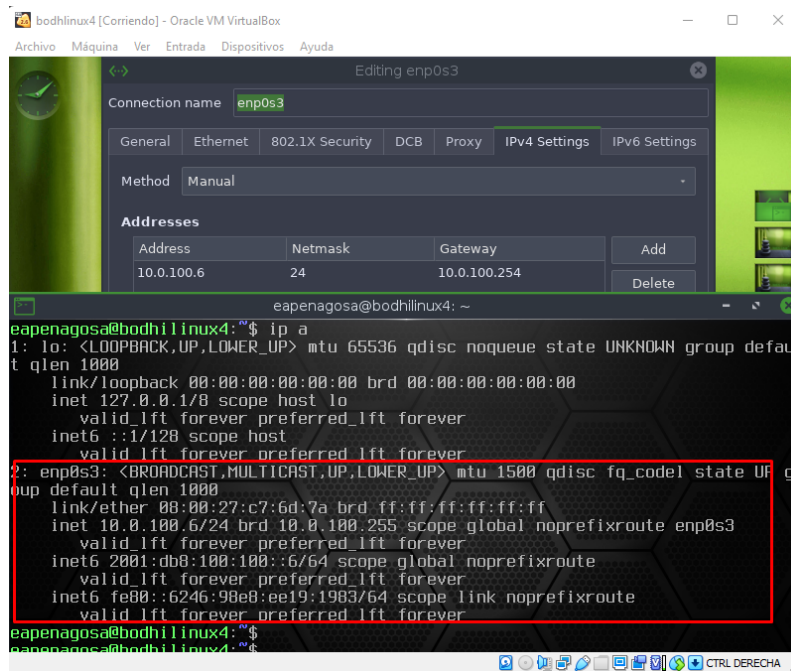 bodhlinux4 [Corriendo] - Oracle VM VirtualBox
Archivo Máquina Ver Entrada Dispositivos Ayuda
Editing enp0s3
Connection name enp0s3
General Ethernet 802.1X Security DCB Proxy IPv4 Settings IPv6 Settings
Method Manual
Addresses
Address Netmask Gateway Add
10.0.100.6 24 10.0.100.254
Delete
eapenagosa@bodhilinux4: ~
eapenagosa@bodhilinux4:~$ ip a
1: lo: <LOOPBACK,UP,LOWER_UP> mtu 65536 qdisc noqueue state UNKNOWN group defau
t qlen 1000
link/loopback 00:00:00:00:00:00 brd 00:00:00:00:00:00
inet 127.0.0.1/8 scope host lo
valid_lft forever preferred_lft forever
inet6 ::1/128 scope host
valid_lft forever preferred_lft forever
2: enp0s3: <BROADCAST,MULTICAST,UP,LOWER_UP> mtu 1500 qdisc fq_codel state UP g
oup default qlen 1000
link/ether 08:00:27:c7:6d:7a brd ff:ff:ff:ff:ff:ff
inet 10.0.100.6/24 brd 10.0.100.255 scope global noprefixroute enp0s3
valid_lft forever preferred_lft forever
inet6 2001:db8:100:100::6/64 scope global noprefixroute
valid_lft forever preferred_lft forever
inet6 fe80::6246:98e8:ee19:1983/64 scope link noprefixroute
valid_lft forever preferred_lft forever
eapenagosa@bodhilinux4:~$
eapenagosa@bodhilinux4:~$
CTRL DERECHA